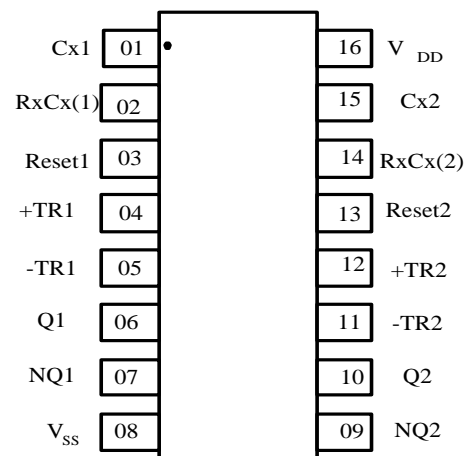 Cx1 01 16 V DD
RxCx(1) 02 15 Cx2
Reset1 03 14 RxCx(2)
+TR1 04 13 Reset2
-TR1 05 12 +TR2
Q1 06 11 -TR2
NQ1 07 10 Q2
VSS 08 09 NQ2